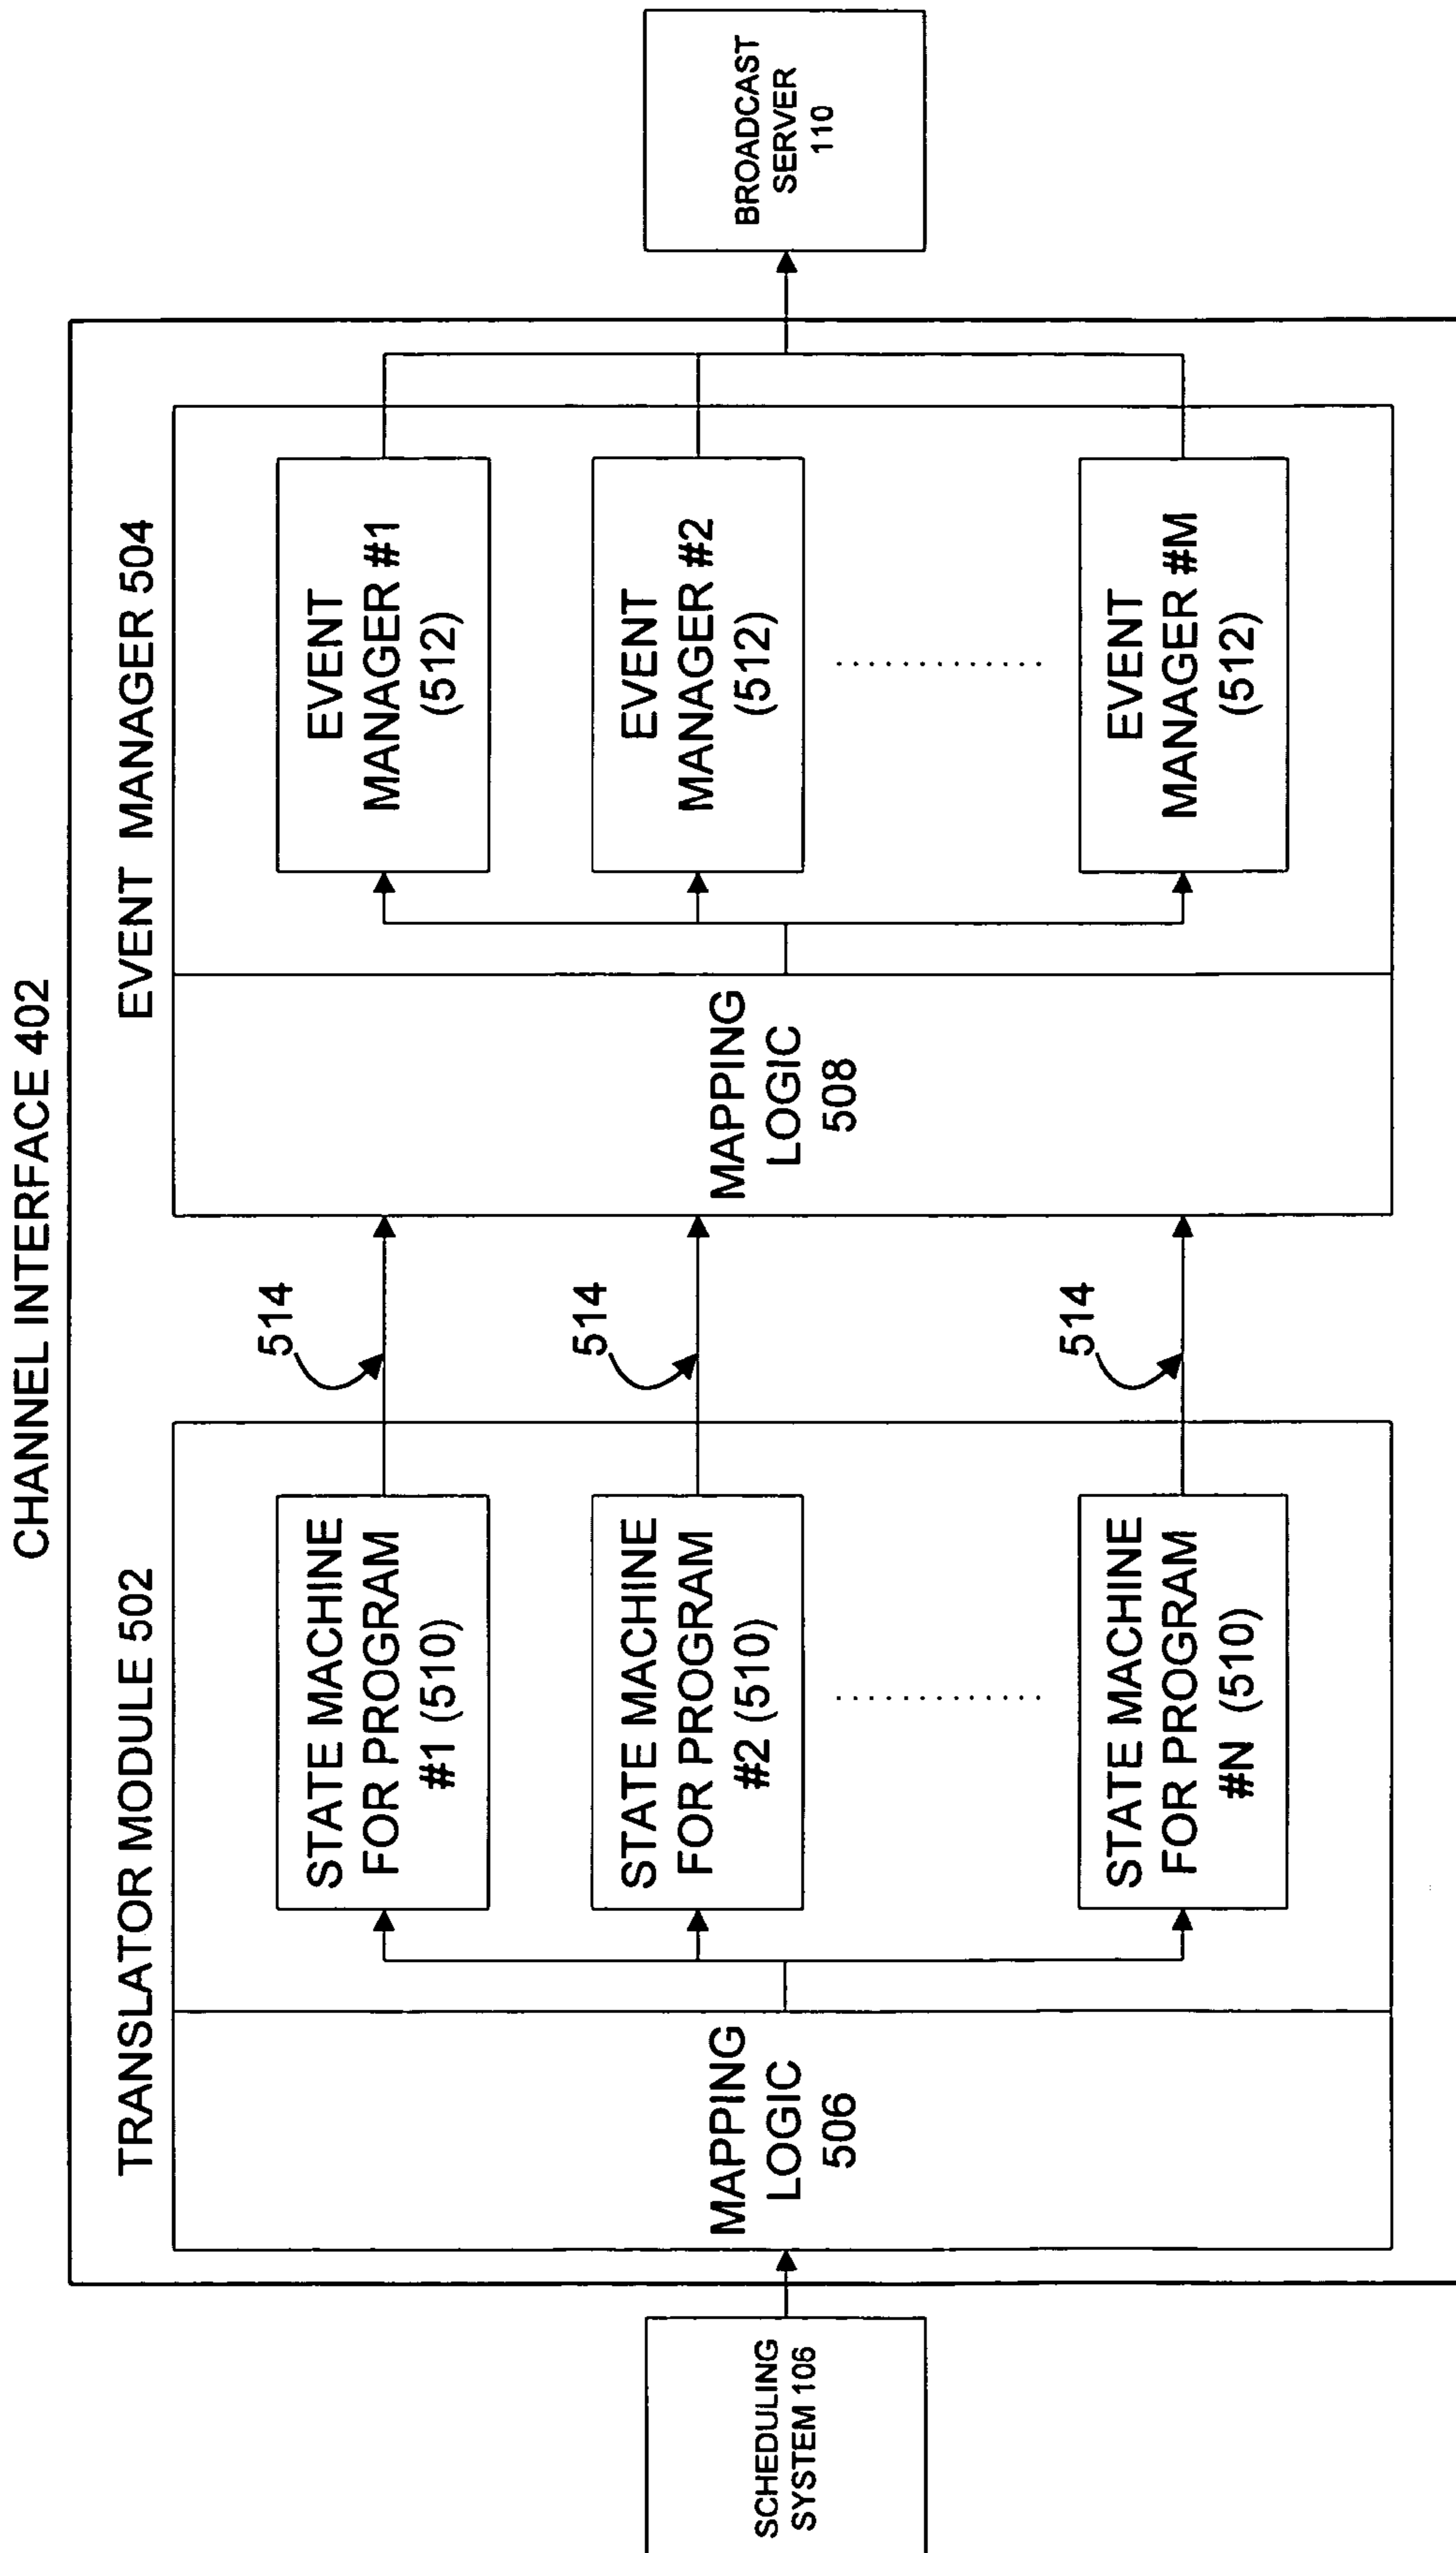 CHANNEL INTERFACE 402
TRANSLATOR MODULE 502
EVENT MANAGER 504
SCHEDULING
SYSTEM 106
MAPPING
LOGIC
506
STATE MACHINE
FOR PROGRAM
#1 (510)
STATE MACHINE
FOR PROGRAM
#2 (510)
STATE MACHINE
FOR PROGRAM
#N (510)
514
514
514
MAPPING
LOGIC
508
EVENT
MANAGER #1
(512)
EVENT
MANAGER #2
(512)
EVENT
MANAGER #M
(512)
BROADCAST
SERVER
110